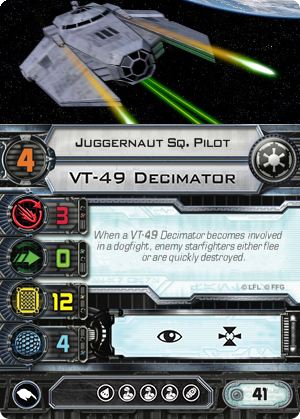 JUGGERNAUT SQ. PILOT
4
VT-49 DECIMATOR
3
When a VT-49 Decimator becomes involved
in a dogfight, enemy starfighters either flee
or are quickly destroyed.
0
© LFL © FFG
12
4
41